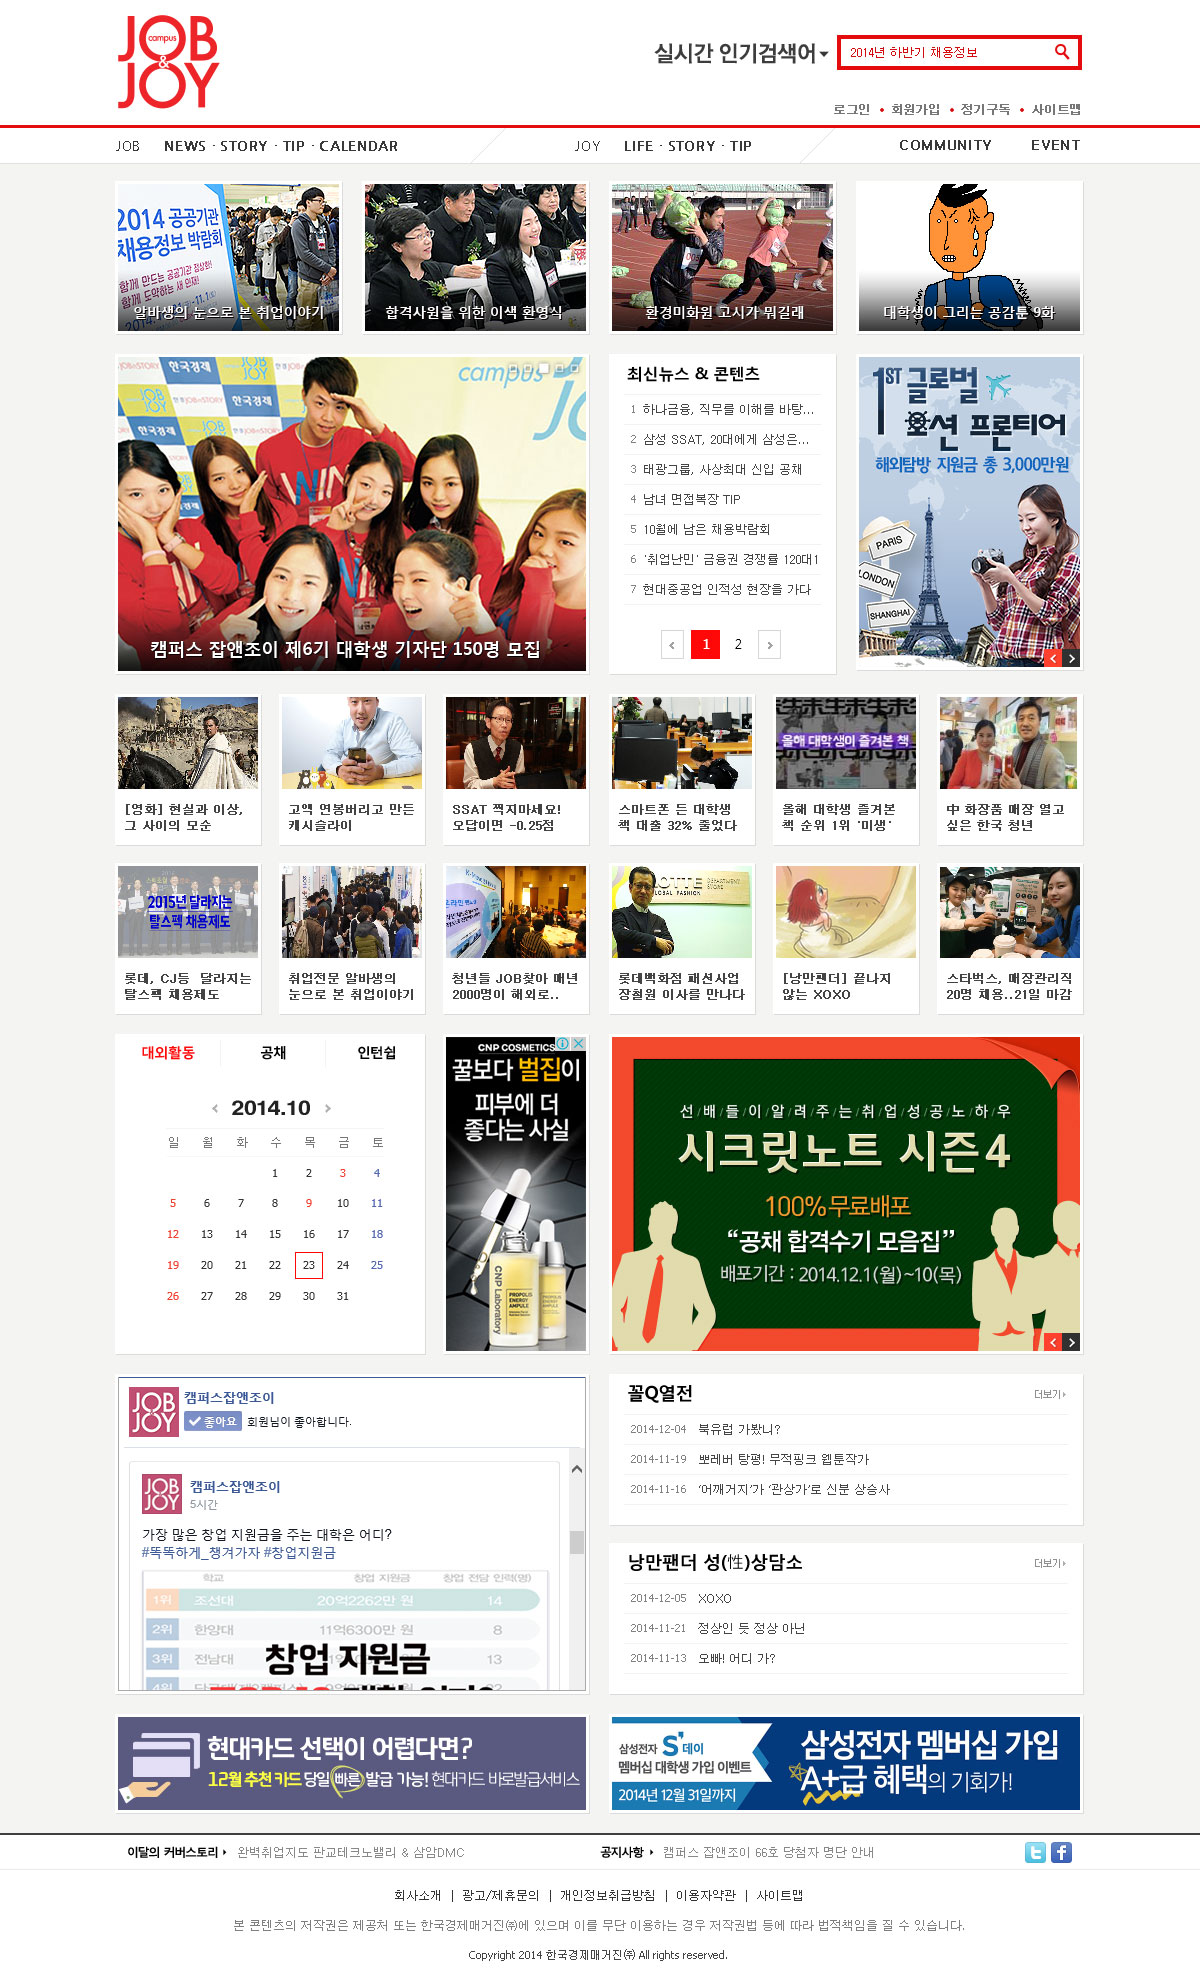 JOB
campus
&
JOY
실시간 인기검색어
2014년 하반기 채용정보
로그인 • 회원가입 • 정기구독 • 사이트맵
JOB NEWS · STORY · TIP · CALENDAR
JOY LIFE · STORY · TIP
COMMUNITY EVENT
2014 공공기관
채용정보 박람회
알바생의 눈으로 본 취업이야기
합격사원을 위한 이색 환영식
환경미화원 고시가 뭐길래
대학생이 그리는 공감툰 9화
한국경제
campus
캠퍼스 잡앤조이 제6기 대학생 기자단 150명 모집
최신뉴스 & 콘텐츠
1 하나금융, 직무를 이해를 바탕...
2 삼성 SSAT, 20대에게 삼성은...
3 태광그룹, 사상최대 신입 공채
4 남녀 면접복장 TIP
5 10월에 남은 채용박람회
6 '취업난민' 금융권 경쟁률 120대1
7 현대중공업 인적성 현장을 가다
1 2
1ST 글로벌
오션 프론티어
해외탐방 지원금 총 3,000만원
PARIS
LONDON
SHANGHAI
올해 대학생이 즐겨본 책
[영화] 현실과 이상,
그 사이의 모순
고액 연봉버리고 만든
캐시슬라이
SSAT 찍지마세요!
오답이면 -0.25점
스마트폰 든 대학생
책 대출 32% 줄었다
올해 대학생 즐겨본
책 순위 1위 '미생'
中 화장품 매장 열고
싶은 한국 청년
2015년 달라지는
탈스펙 채용제도
LOTTE DEPARTMENT STORE
GLOBAL FASHION
롯데, CJ등 달라지는
탈스펙 채용제도
취업전문 알바생의
눈으로 본 취업이야기
청년들 JOB찾아 매년
2000명이 해외로..
롯데백화점 패션사업
장철원 이사를 만나다
[낭만팬더] 끝나지
않는 XOXO
스타벅스, 매장관리직
20명 채용..21일 마감
대외활동 공채 인턴쉽
2014.10
일 월 화 수 목 금 토
1 2 3 4
5 6 7 8 9 10 11
12 13 14 15 16 17 18
19 20 21 22 23 24 25
26 27 28 29 30 31
CNP COSMETICS
꿀보다 벌집이
피부에 더
좋다는 사실
CNP Laboratory
PROPOLIS
ENERGY
AMPULE
선/배/들/이/알/려/주/는/취/업/성/공/노/하/우
시크릿노트 시즌4
100%무료배포
“공채 합격수기 모음집”
배포기간 : 2014.12.1(월)~10(목)
JOB
&
JOY
캠퍼스잡앤조이
좋아요 회원님이 좋아합니다.
JOB
&
JOY
캠퍼스잡앤조이
5시간
가장 많은 창업 지원금을 주는 대학은 어디?
#똑똑하게_챙겨가자 #창업지원금
학교 창업 지원금 창업 전담 인력(명)
1위 조선대 20억2262만 원 14
2위 한양대 11억6300만 원 8
3위 전남대 13
창업 지원금
꼴Q열전 더보기
2014-12-04 북유럽 가봤니?
2014-11-19 뽀레버 탕평! 무적핑크 웹툰작가
2014-11-16 '어깨거지'가 '관상가'로 신분 상승사
낭만팬더 성(性)상담소 더보기
2014-12-05 XOXO
2014-11-21 정상인 듯 정상 아닌
2014-11-13 오빠! 어디 가?
현대카드 선택이 어렵다면?
12월 추천 카드 당일 빠른 발급 가능! 현대카드 바로발급서비스
삼성전자 S'데이
멤버십 대학생 가입 이벤트
2014년 12월 31일까지
삼성전자 멤버십 가입
A+급 혜택의 기회가!
이달의 커버스토리 완벽취업지도 판교테크노밸리 & 상암DMC
공지사항 캠퍼스 잡앤조이 66호 당첨자 명단 안내
회사소개 | 광고/제휴문의 | 개인정보취급방침 | 이용자약관 | 사이트맵
본 콘텐츠의 저작권은 제공처 또는 한국경제매거진㈜에 있으며 이를 무단 이용하는 경우 저작권법 등에 따라 법적책임을 질 수 있습니다.
Copyright 2014 한국경제매거진㈜ All rights reserved.